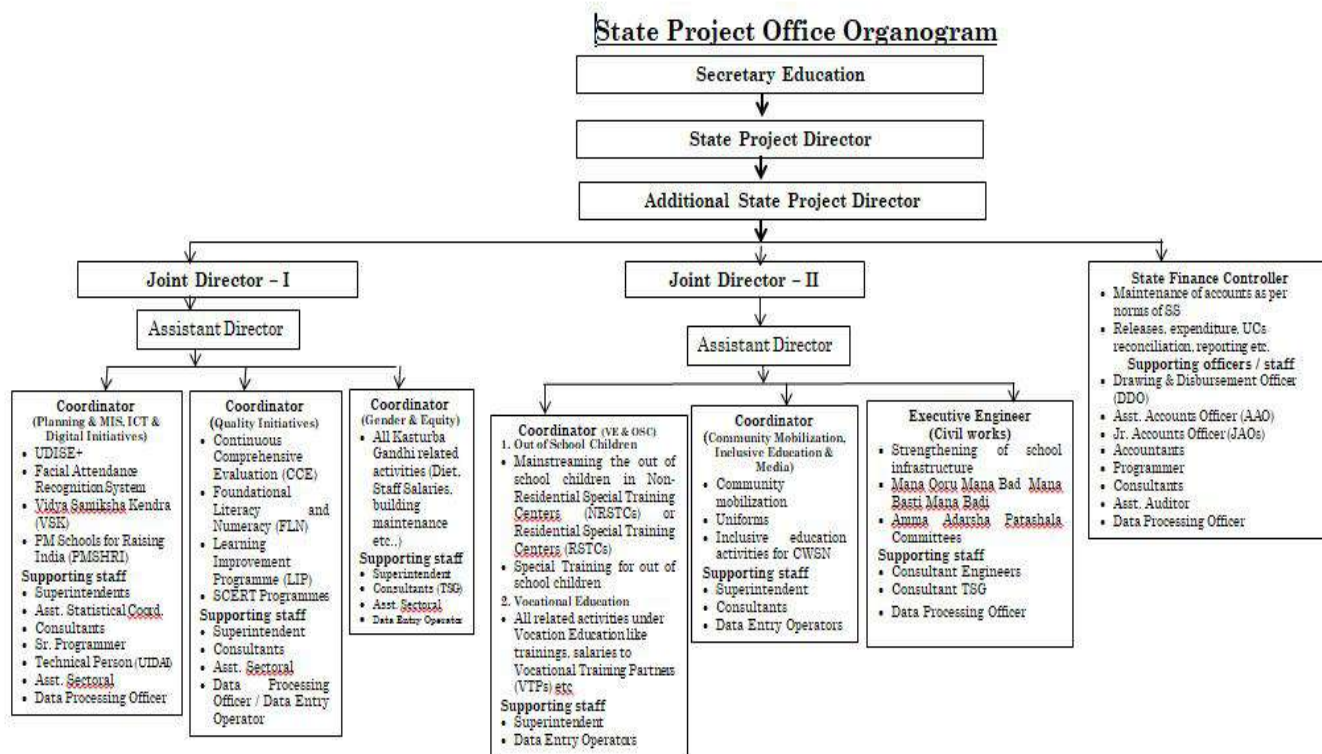 State Project Office Organogram
Secretary Education
State Project Director
Additional State Project Director
Joint Director – I
Assistant Director
Coordinator
(Planning & MIS, ICT &
Digital Initiatives)
• UDISE+
• Facial Attendance
Recognition System
• Vidya Samiksha Kendra
(VSK)
• PM Schools for Raising
India (PMSHRI)
Supporting staff
• Superintendents
• Asst. Statistical Coord.
• Consultants
• Sr. Programmer
• Technical Person (UIDAI)
• Asst. Sectoral
• Data Processing Officer
Coordinator
(Quality Initiatives)
• Continuous
Comprehensive
Evaluation (CCE)
• Foundational
Literacy and
Numeracy (FLN)
• Learning
Improvement
Programme (LIP)
• SCERT Programmes
Supporting staff
• Superintendent
• Consultants
• Asst. Sectoral
• Data Processing
Officer / Data Entry
Operator
Coordinator
(Gender & Equity)
• All Kasturba
Gandhi related
activities (Diet,
Staff Salaries,
building
maintenance
etc..)
Supporting staff
• Superintendent
• Consultants (TSG)
• Asst. Sectoral
• Data Entry Operator
Joint Director – II
Assistant Director
Coordinator (VE & OSC)
1. Out of School Children
• Mainstreaming the out of
school children in Non-
Residential Special Training
Centers (NRSTCs) or
Residential Special Training
Centers (RSTCs)
• Special Training for out of
school children
2. Vocational Education
• All related activities under
Vocation Education like
trainings, salaries to
Vocational Training Partners
(VTPs) etc
Supporting staff
• Superintendent
• Data Entry Operators
Coordinator
(Community Mobilization,
Inclusive Education &
Media)
• Community
mobilization
• Uniforms
• Inclusive education
activities for CWSN
Supporting staff
• Superintendent
• Consultants
• Data Entry Operators
Executive Engineer
(Civil works)
• Strengthening of school
infrastructure
• Mana Ooru Mana Bad Mana
Basti Mana Badi
• Amma Adarsha Patashala
Committees
Supporting staff
• Consultant Engineers
• Consultant TSG
• Data Processing Officer
State Finance Controller
• Maintenance of accounts as per
norms of SS
• Releases, expenditure, UCs
reconciliation, reporting etc.
Supporting officers / staff
• Drawing & Disbursement Officer
(DDO)
• Asst. Accounts Officer (AAO)
• Jr. Accounts Officer (JAOs)
• Accountants
• Programmer
• Consultants
• Asst. Auditor
• Data Processing Officer